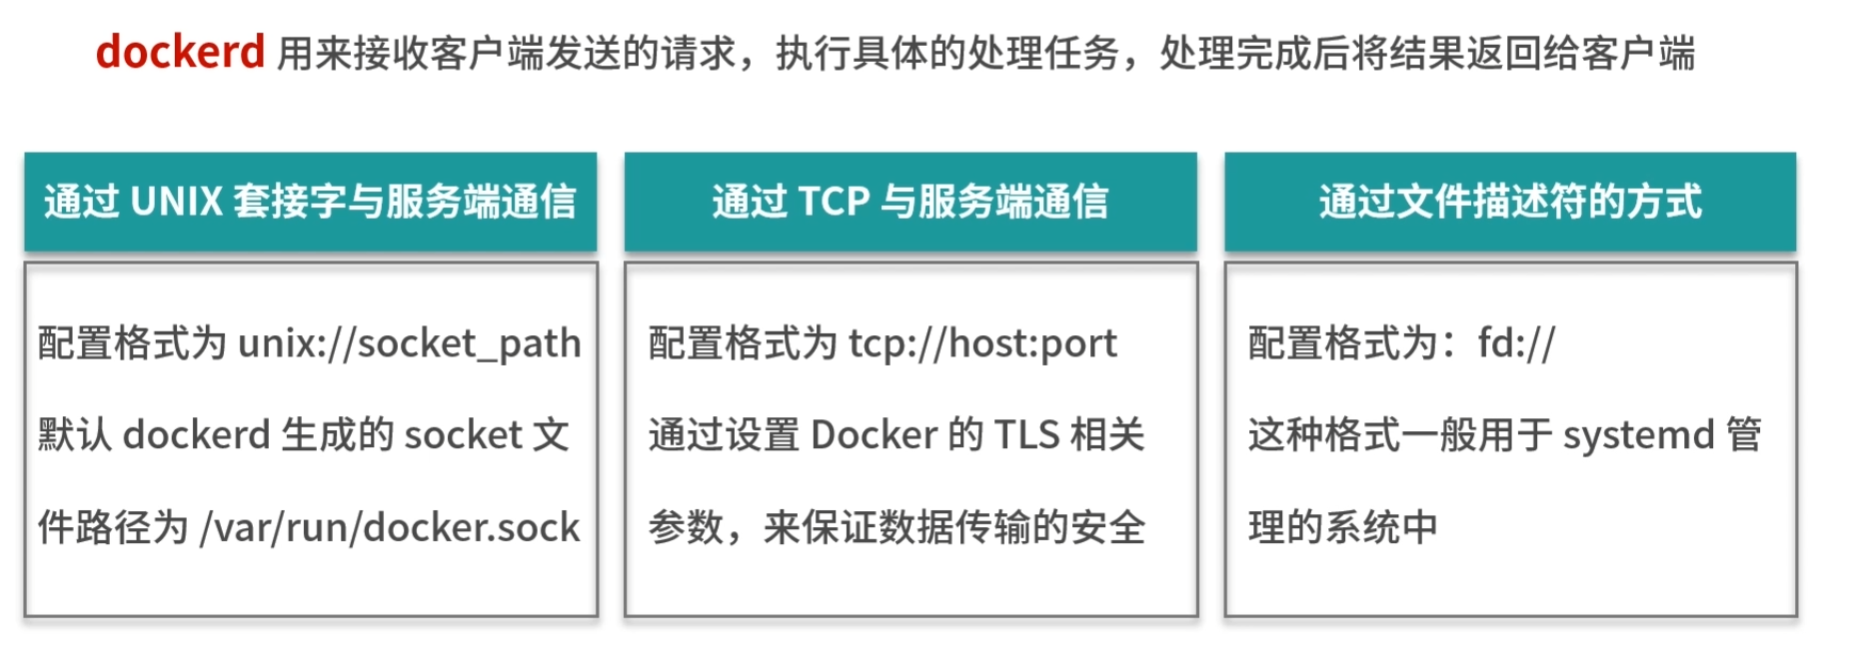 dockerd 用来接收客户端发送的请求，执行具体的处理任务，处理完成后将结果返回给客户端
通过 UNIX 套接字与服务端通信
配置格式为 unix://socket_path
默认 dockerd 生成的 socket 文
件路径为 /var/run/docker.sock
通过 TCP 与服务端通信
配置格式为 tcp://host:port
通过设置 Docker 的 TLS 相关
参数，来保证数据传输的安全
通过文件描述符的方式
配置格式为：fd://
这种格式一般用于 systemd 管
理的系统中